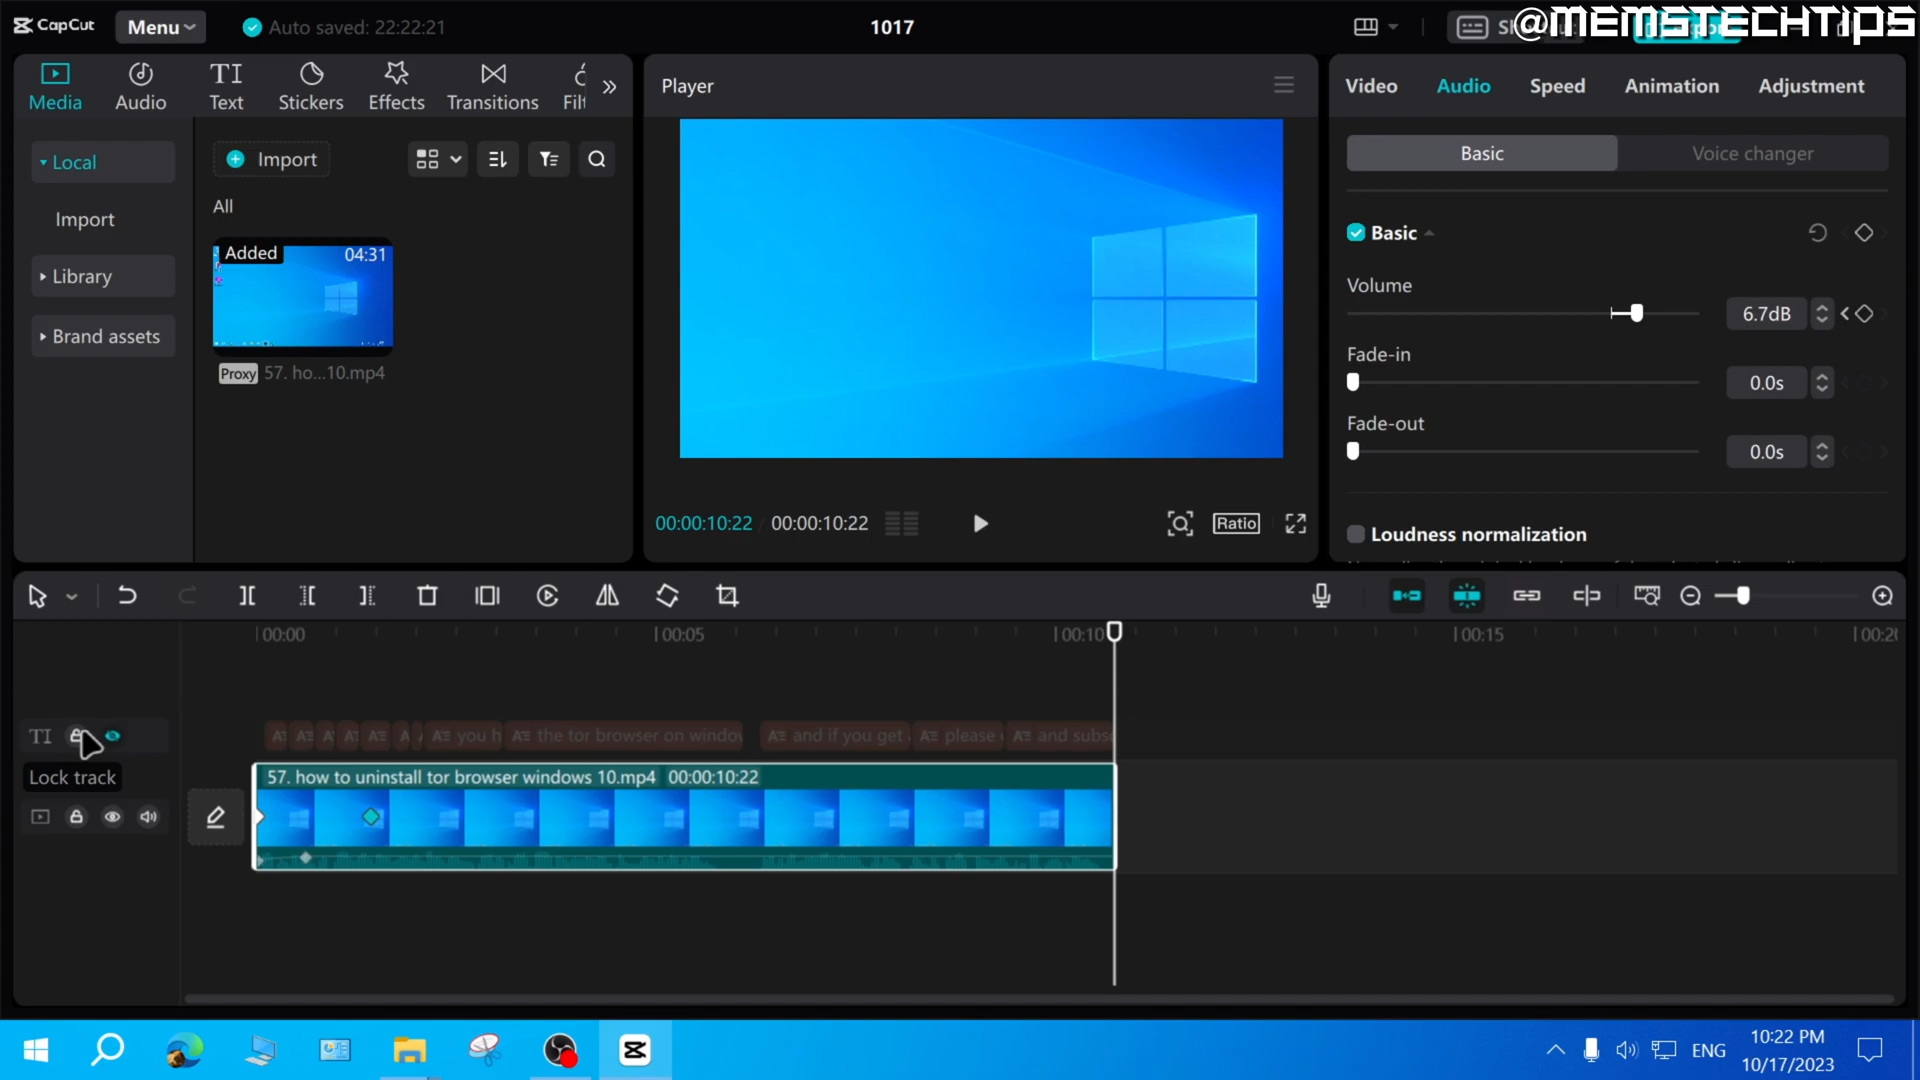 CapCut
Menu
Auto saved: 22:22:21
1017
@MEMSTECHTIPS
Media
Audio
Text
Stickers
Effects
Transitions
Filt
Player
Video
Audio
Speed
Animation
Adjustment
Local
Import
Library
Brand assets
Import
All
Added
04:31
Proxy
57. ho...10.mp4
00:00:10:22
00:00:10:22
Ratio
Basic
Voice changer
Basic
Volume
6.7dB
Fade-in
0.0s
Fade-out
0.0s
Loudness normalization
00:00
00:05
00:10
00:15
TI
Lock track
you h
the tor browser on windo
and if you get
please
and subs
57. how to uninstall tor browser windows 10.mp4 00:00:10:22
ENG
10:22 PM
10/17/2023